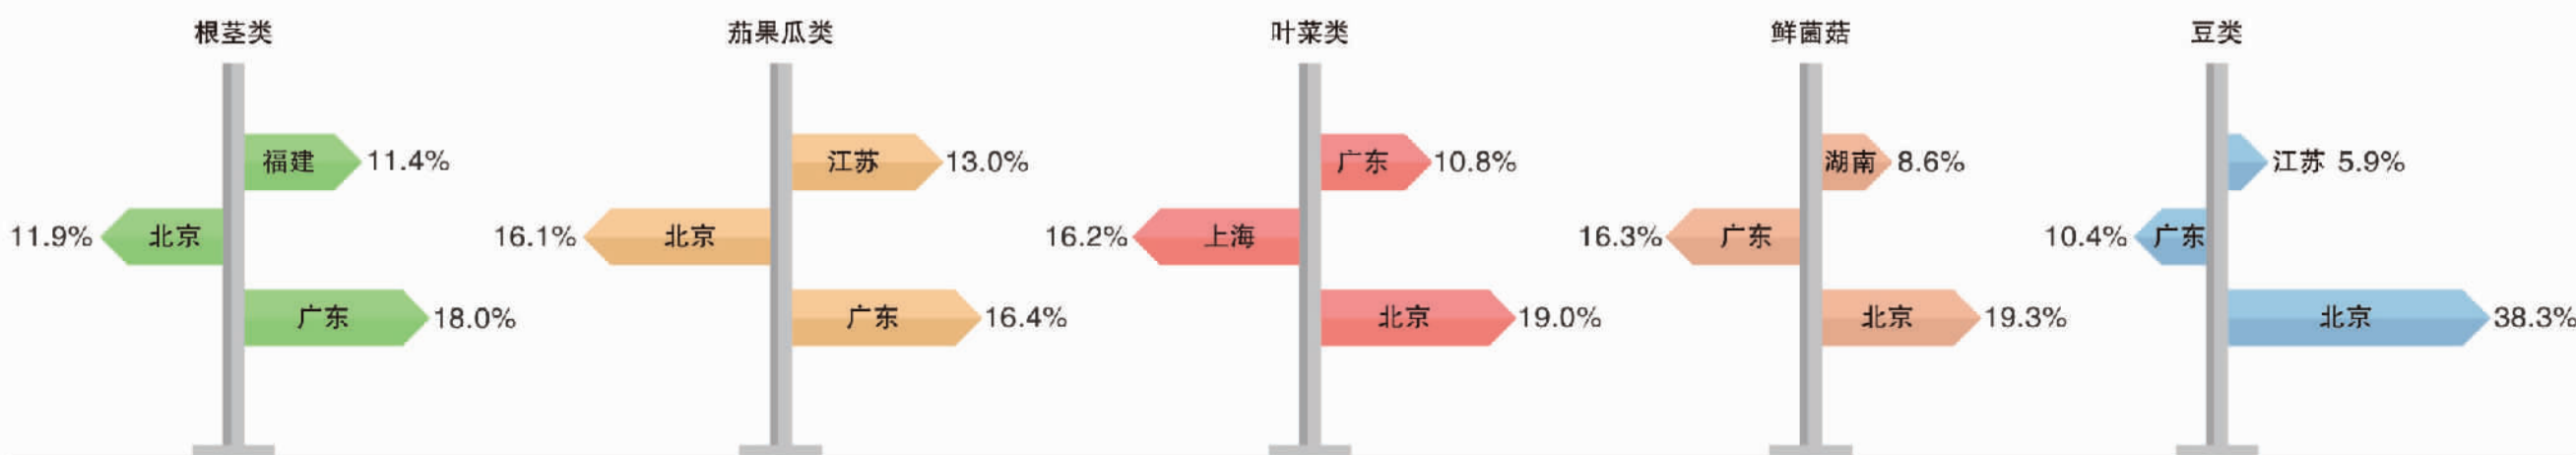 根茎类
茄果瓜类
叶菜类
鲜菌菇
豆类
福建 11.4%
江苏 13.0%
广东 10.8%
湖南 8.6%
江苏 5.9%
11.9% 北京
16.1% 北京
16.2% 上海
16.3% 广东
10.4% 广东
广东 18.0%
广东 16.4%
北京 19.0%
北京 19.3%
北京 38.3%